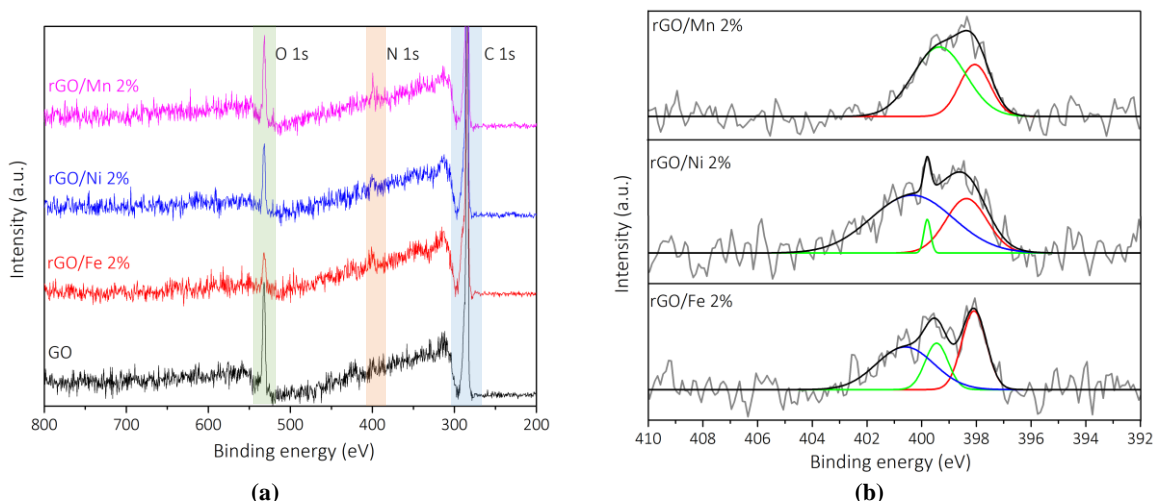 O 1s
N 1s
C 1s
rGO/Mn 2%
rGO/Ni 2%
rGO/Fe 2%
GO
Intensity (a.u.)
800
700
600
500
400
300
200
Binding energy (eV)
(a)
rGO/Mn 2%
rGO/Ni 2%
rGO/Fe 2%
Intensity (a.u.)
410
408
406
404
402
400
398
396
394
392
Binding energy (eV)
(b)